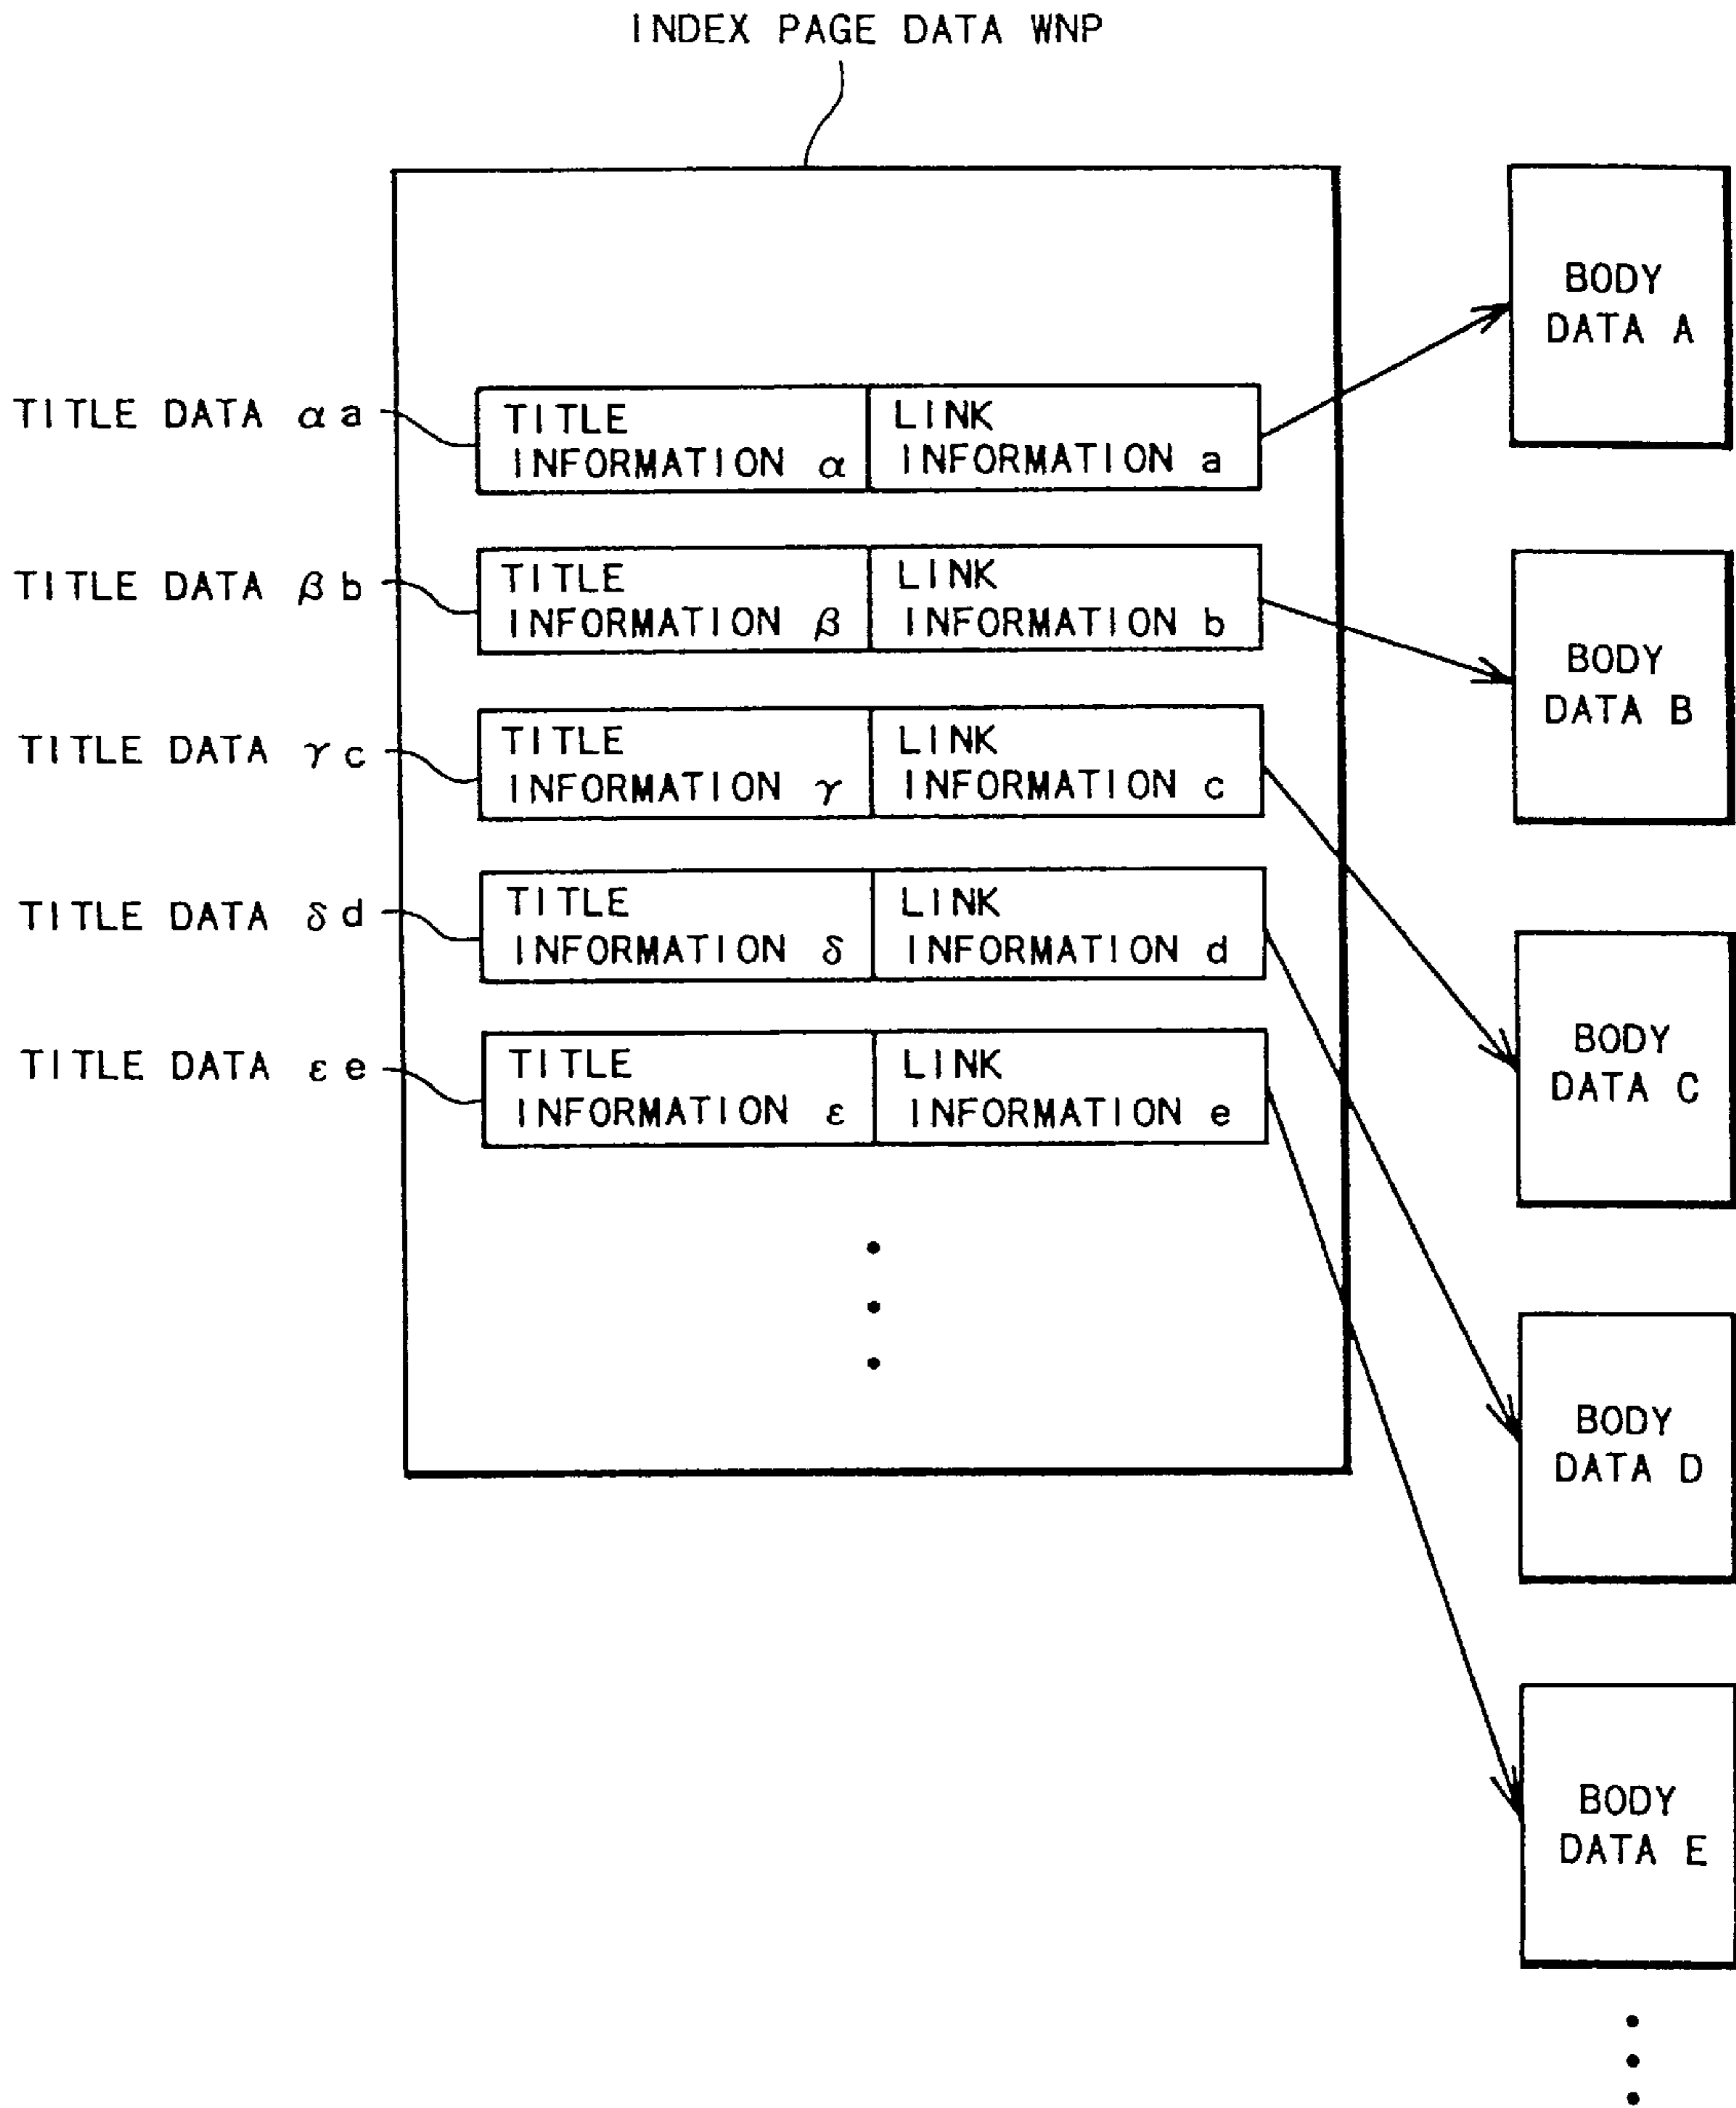 INDEX PAGE DATA WNP
BODY
DATA A
TITLE DATA αa
TITLE
INFORMATION α
LINK
INFORMATION a
TITLE DATA βb
TITLE
INFORMATION β
LINK
INFORMATION b
BODY
DATA B
TITLE DATA γc
TITLE
INFORMATION γ
LINK
INFORMATION c
TITLE DATA δd
TITLE
INFORMATION δ
LINK
INFORMATION d
BODY
DATA C
TITLE DATA εe
TITLE
INFORMATION ε
LINK
INFORMATION e
BODY
DATA D
BODY
DATA E